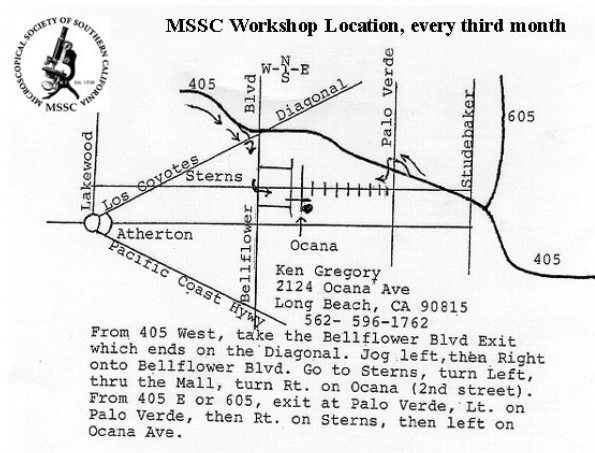 MSSC Workshop Location, every third month
MICROSCOPICAL SOCIETY OF SOUTHERN CALIFORNIA
Est. 1936
MSSC
N
W-|-E
S
405
Blvd
Diagonal
Palo Verde
Studebaker
605
Lakewood
Los Coyotes
Sterns
Atherton
Bellflower
Ocana
Pacific Coast Hywy
405
Ken Gregory
2124 Ocana Ave
Long Beach, CA 90815
562- 596-1762
From 405 West, take the Bellflower Blvd Exit
which ends on the Diagonal. Jog left,then Right
onto Bellflower Blvd. Go to Sterns, turn Left,
thru the Mall, turn Rt. on Ocana (2nd street).
From 405 E or 605, exit at Palo Verde, Lt. on
Palo Verde, then Rt. on Sterns, then left on
Ocana Ave.